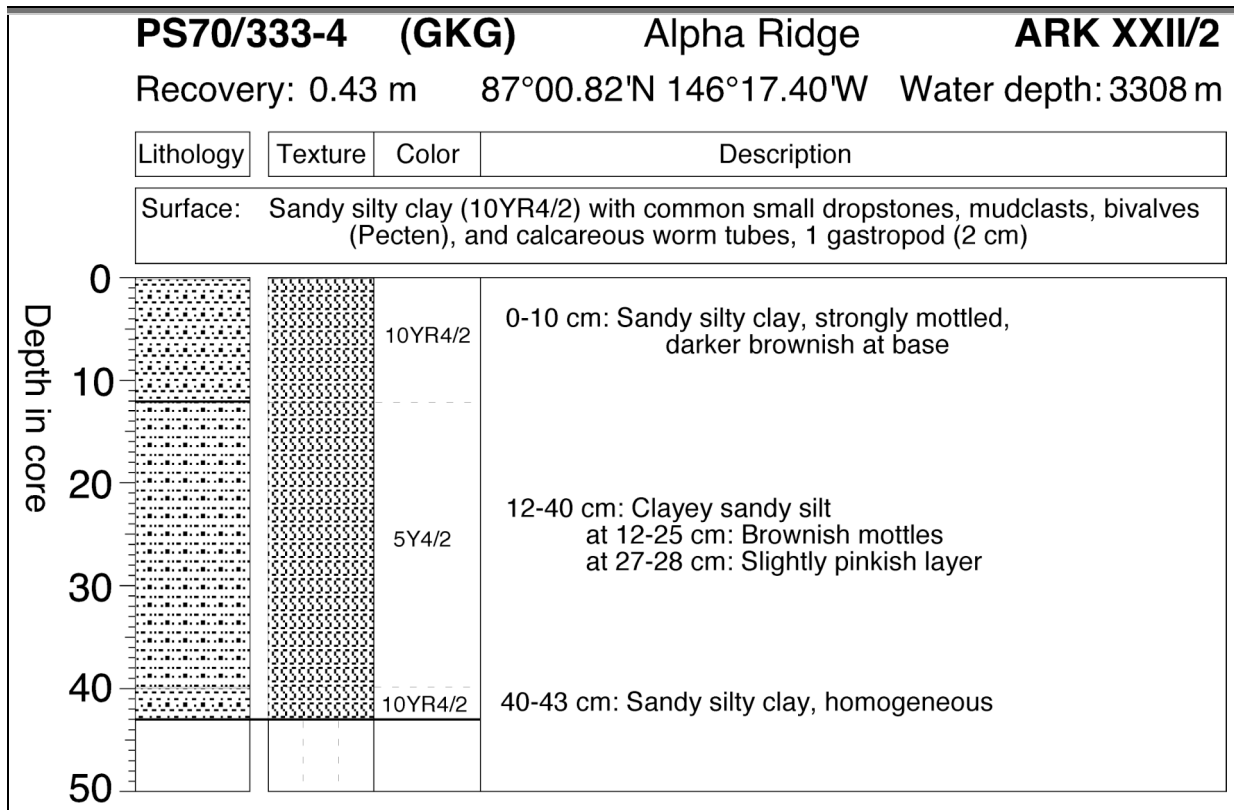 PS70/333-4 (GKG) Alpha Ridge ARK XXII/2
Recovery: 0.43 m 87°00.82'N 146°17.40'W Water depth: 3308 m
Lithology Texture Color Description
Surface: Sandy silty clay (10YR4/2) with common small dropstones, mudclasts, bivalves
(Pecten), and calcareous worm tubes, 1 gastropod (2 cm)
Depth in core
0
10
20
30
40
50
10YR4/2
5Y4/2
10YR4/2
0-10 cm: Sandy silty clay, strongly mottled,
darker brownish at base
12-40 cm: Clayey sandy silt
at 12-25 cm: Brownish mottles
at 27-28 cm: Slightly pinkish layer
40-43 cm: Sandy silty clay, homogeneous